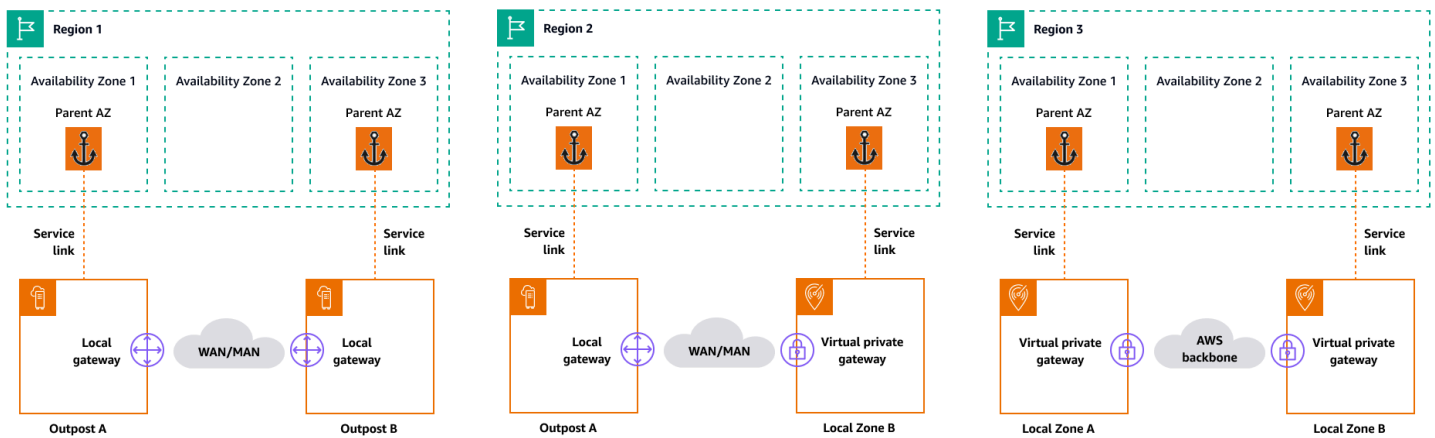 Region 1
Availability Zone 1
Availability Zone 2
Availability Zone 3
Parent AZ
Parent AZ
Service
link
Service
link
Local
gateway
WAN/MAN
Local
gateway
Outpost A
Outpost B
Region 2
Availability Zone 1
Availability Zone 2
Availability Zone 3
Parent AZ
Parent AZ
Service
link
Service
link
Local
gateway
WAN/MAN
Virtual private
gateway
Outpost A
Local Zone B
Region 3
Availability Zone 1
Availability Zone 2
Availability Zone 3
Parent AZ
Parent AZ
Service
link
Service
link
Virtual private
gateway
AWS
backbone
Virtual private
gateway
Local Zone A
Local Zone B